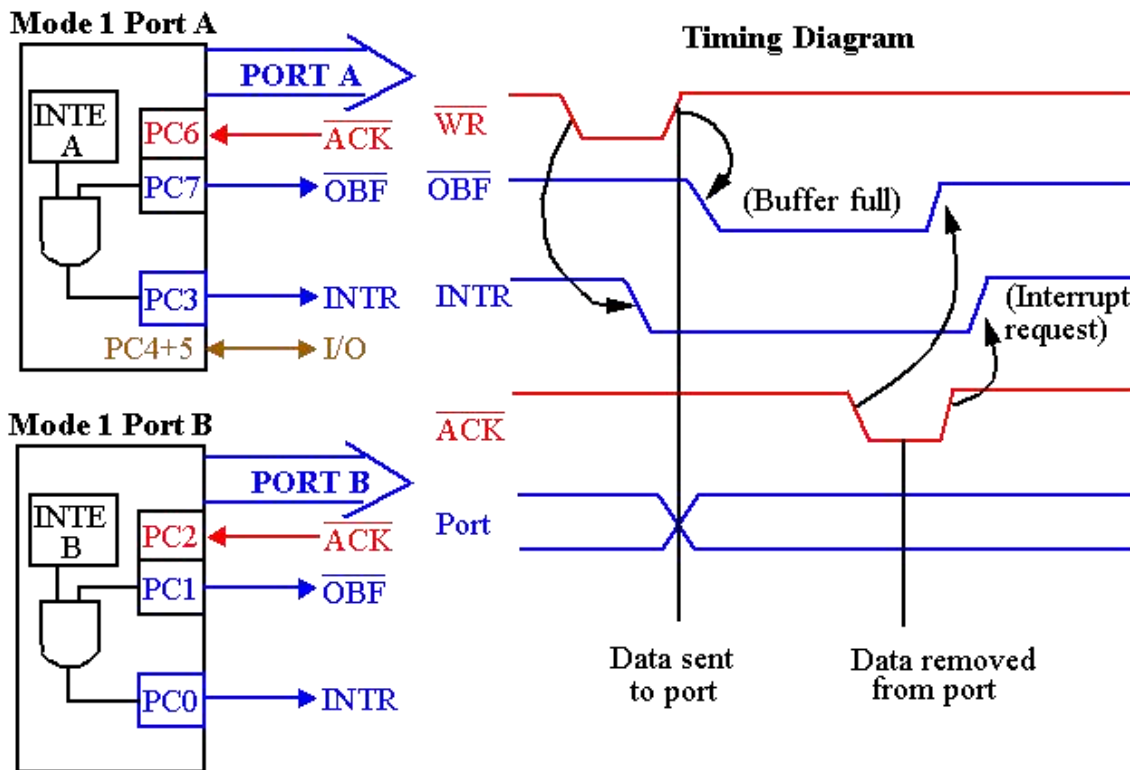 Mode 1 Port A
PORT A
INTE
A
PC6
ACK
PC7
OBF
PC3
INTR
PC4+5
I/O
Mode 1 Port B
PORT B
INTE
B
PC2
ACK
PC1
OBF
PC0
INTR
Timing Diagram
WR
OBF
(Buffer full)
INTR
(Interrupt
request)
ACK
Port
Data sent
to port
Data removed
from port